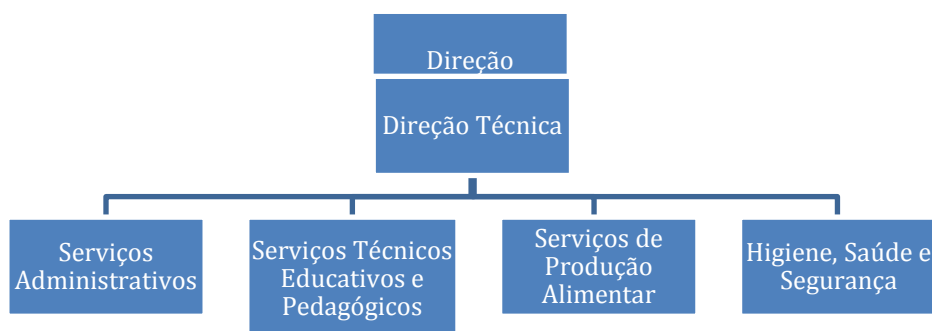 Direção
Direção Técnica
Serviços
Administrativos
Serviços Técnicos
Educativos e
Pedagógicos
Serviços de
Produção
Alimentar
Higiene, Saúde e
Segurança